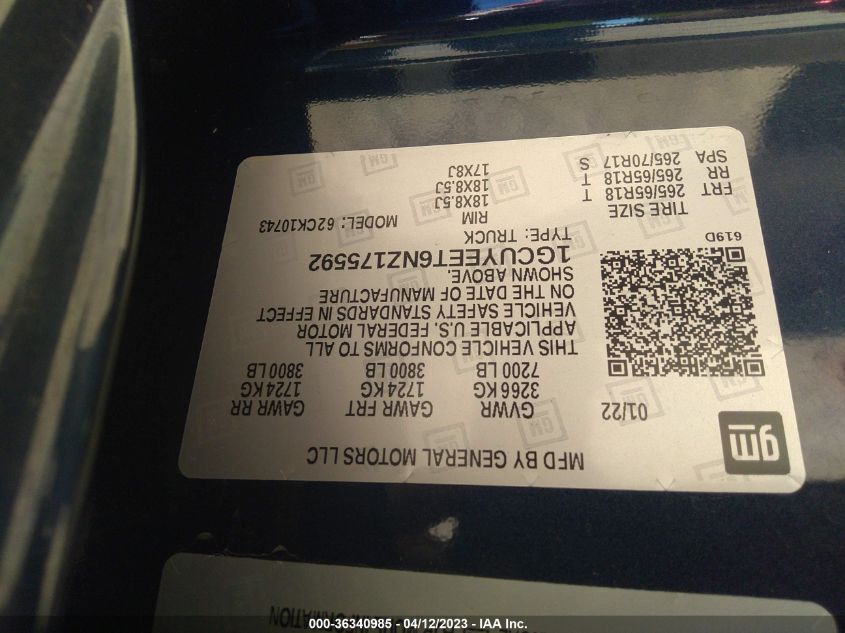 gm
MFD BY GENERAL MOTORS LLC
01/22
GVWR GAWR FRT GAWR RR
3266 KG 1724 KG 1724 KG
7200 LB 3800 LB 3800 LB
THIS VEHICLE CONFORMS TO ALL
APPLICABLE U.S. FEDERAL MOTOR
VEHICLE SAFETY STANDARDS IN EFFECT
ON THE DATE OF MANUFACTURE
SHOWN ABOVE.
1GCUYEET6NZ175592
619D
TYPE: TRUCK MODEL: 62CK10743
TIRE SIZE RIM
FRT 265/65R18 T 18X8.5J
RR 265/65R18 T 18X8.5J
SPA 265/70R17 S 17X8J
INFORMATION
000-36340985 - 04/12/2023 - IAA Inc.